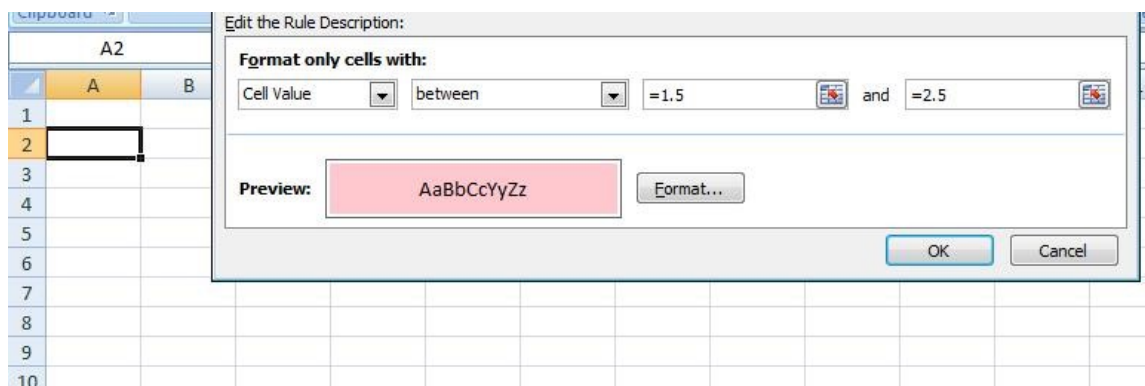 Clipboard
Edit the Rule Description:
A2
Format only cells with:
A B
Cell Value between =1.5 and =2.5
1
2
3
Preview: AaBbCcYyZz Format...
4
5
OK Cancel
6
7
8
9
10